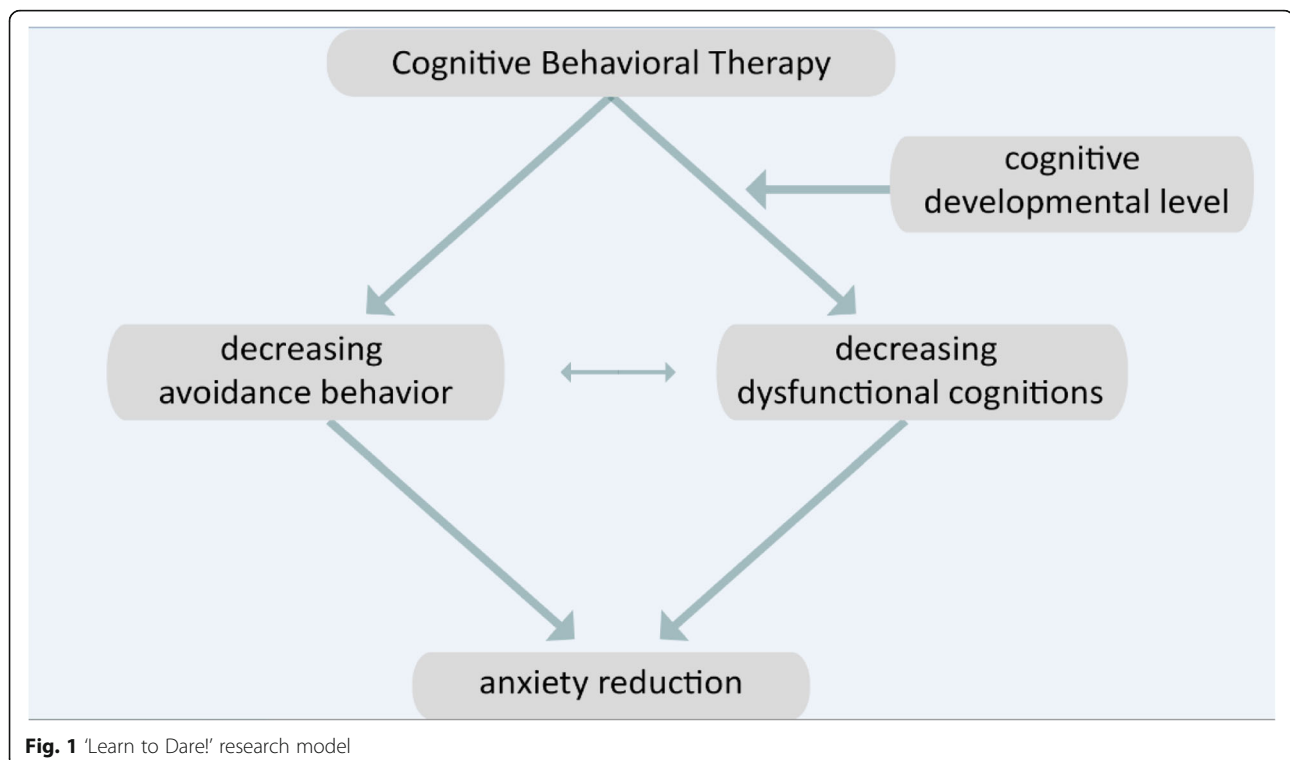 Cognitive Behavioral Therapy
cognitive
developmental level
decreasing
avoidance behavior
decreasing
dysfunctional cognitions
anxiety reduction
Fig. 1 ‘Learn to Dare!’ research model